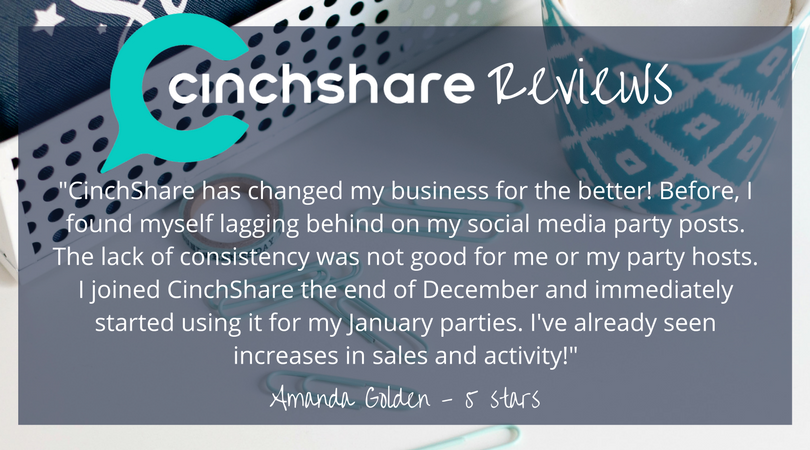 cinchshare Reviews
"CinchShare has changed my business for the better! Before, I
found myself lagging behind on my social media party posts.
The lack of consistency was not good for me or my party hosts.
I joined CinchShare the end of December and immediately
started using it for my January parties. I've already seen
increases in sales and activity!"
Amanda Golden - 5 stars